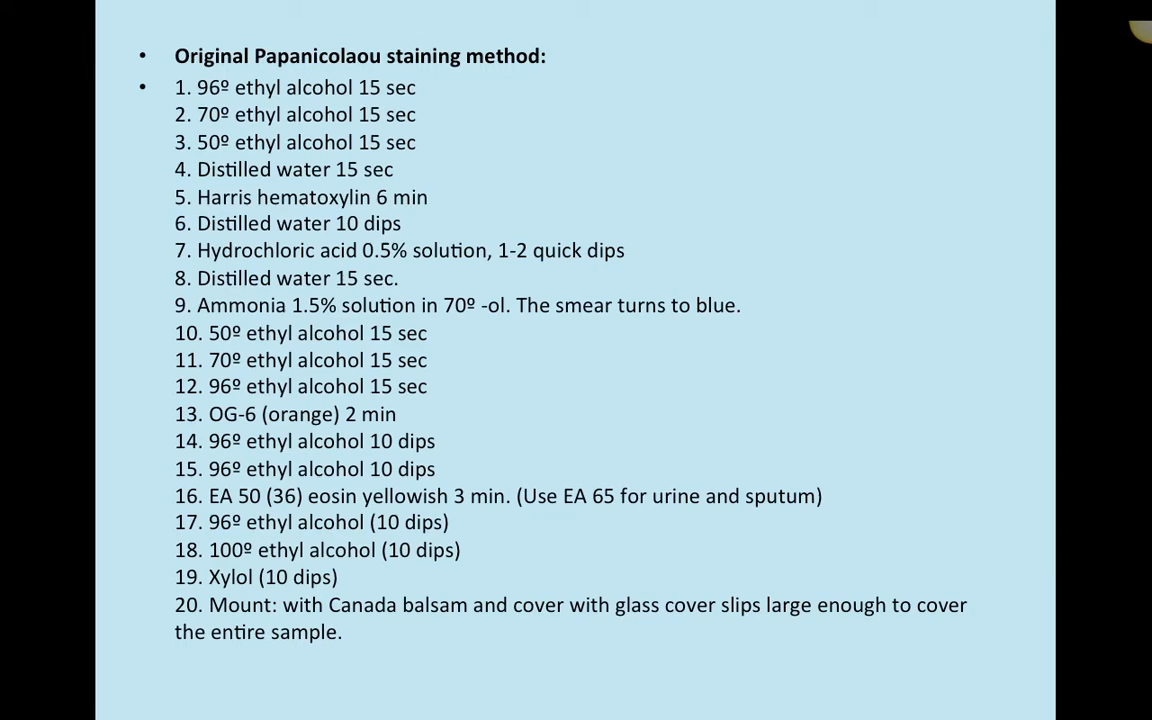 • Original Papanicolaou staining method:
• 1. 96º ethyl alcohol 15 sec
2. 70º ethyl alcohol 15 sec
3. 50º ethyl alcohol 15 sec
4. Distilled water 15 sec
5. Harris hematoxylin 6 min
6. Distilled water 10 dips
7. Hydrochloric acid 0.5% solution, 1-2 quick dips
8. Distilled water 15 sec.
9. Ammonia 1.5% solution in 70º -ol. The smear turns to blue.
10. 50º ethyl alcohol 15 sec
11. 70º ethyl alcohol 15 sec
12. 96º ethyl alcohol 15 sec
13. OG-6 (orange) 2 min
14. 96º ethyl alcohol 10 dips
15. 96º ethyl alcohol 10 dips
16. EA 50 (36) eosin yellowish 3 min. (Use EA 65 for urine and sputum)
17. 96º ethyl alcohol (10 dips)
18. 100º ethyl alcohol (10 dips)
19. Xylol (10 dips)
20. Mount: with Canada balsam and cover with glass cover slips large enough to cover
the entire sample.